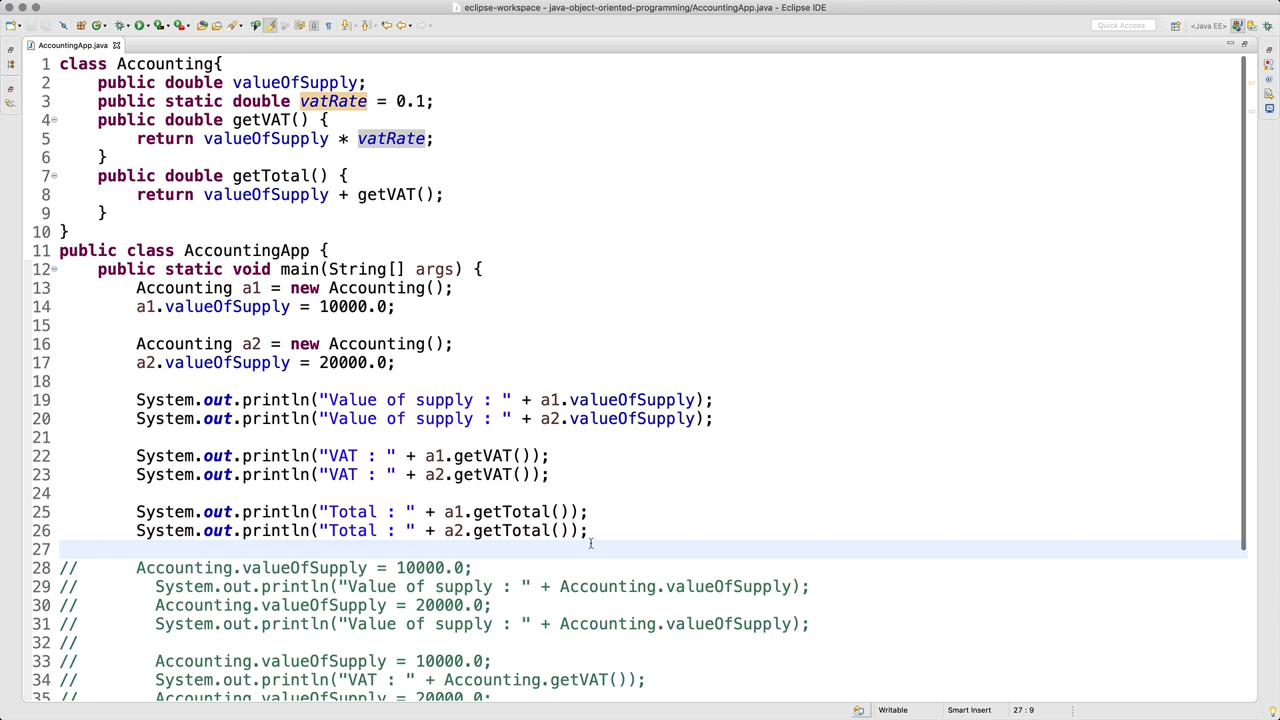 eclipse-workspace - java-object-oriented-programming/AccountingApp.java - Eclipse IDE
Quick Access
<Java EE>
AccountingApp.java
1 class Accounting{
2     public double valueOfSupply;
3     public static double vatRate = 0.1;
4     public double getVAT() {
5         return valueOfSupply * vatRate;
6     }
7     public double getTotal() {
8         return valueOfSupply + getVAT();
9     }
10 }
11 public class AccountingApp {
12     public static void main(String[] args) {
13         Accounting a1 = new Accounting();
14         a1.valueOfSupply = 10000.0;
15
16         Accounting a2 = new Accounting();
17         a2.valueOfSupply = 20000.0;
18
19         System.out.println("Value of supply : " + a1.valueOfSupply);
20         System.out.println("Value of supply : " + a2.valueOfSupply);
21
22         System.out.println("VAT : " + a1.getVAT());
23         System.out.println("VAT : " + a2.getVAT());
24
25         System.out.println("Total : " + a1.getTotal());
26         System.out.println("Total : " + a2.getTotal());
27
28 //      Accounting.valueOfSupply = 10000.0;
29 //        System.out.println("Value of supply : " + Accounting.valueOfSupply);
30 //        Accounting.valueOfSupply = 20000.0;
31 //        System.out.println("Value of supply : " + Accounting.valueOfSupply);
32 //
33 //        Accounting.valueOfSupply = 10000.0;
34 //        System.out.println("VAT : " + Accounting.getVAT());
35 //        Accounting.valueOfSupply = 20000.0;
Writable
Smart Insert
27 : 9